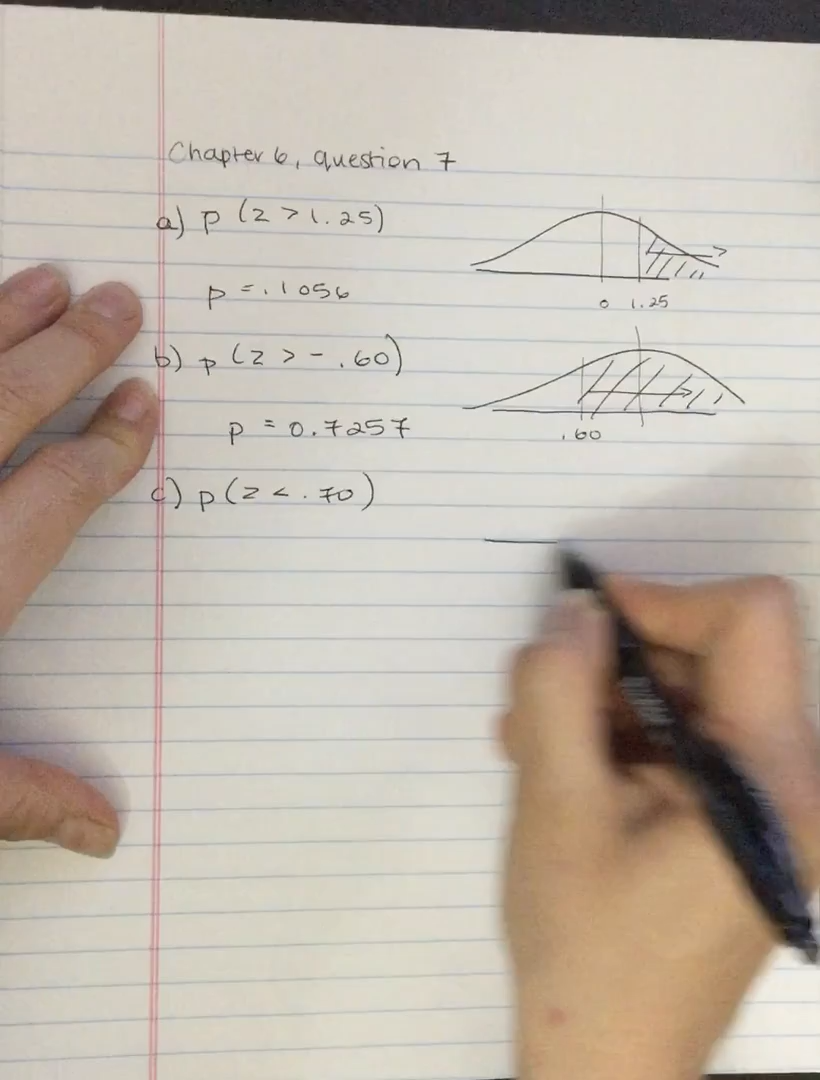 Chapter 6, question 7
a) p (z > 1.25)
0 1.25
p = .1056
b) p (z > - .60)
.60
p = 0.7257
c) p (z < .70)